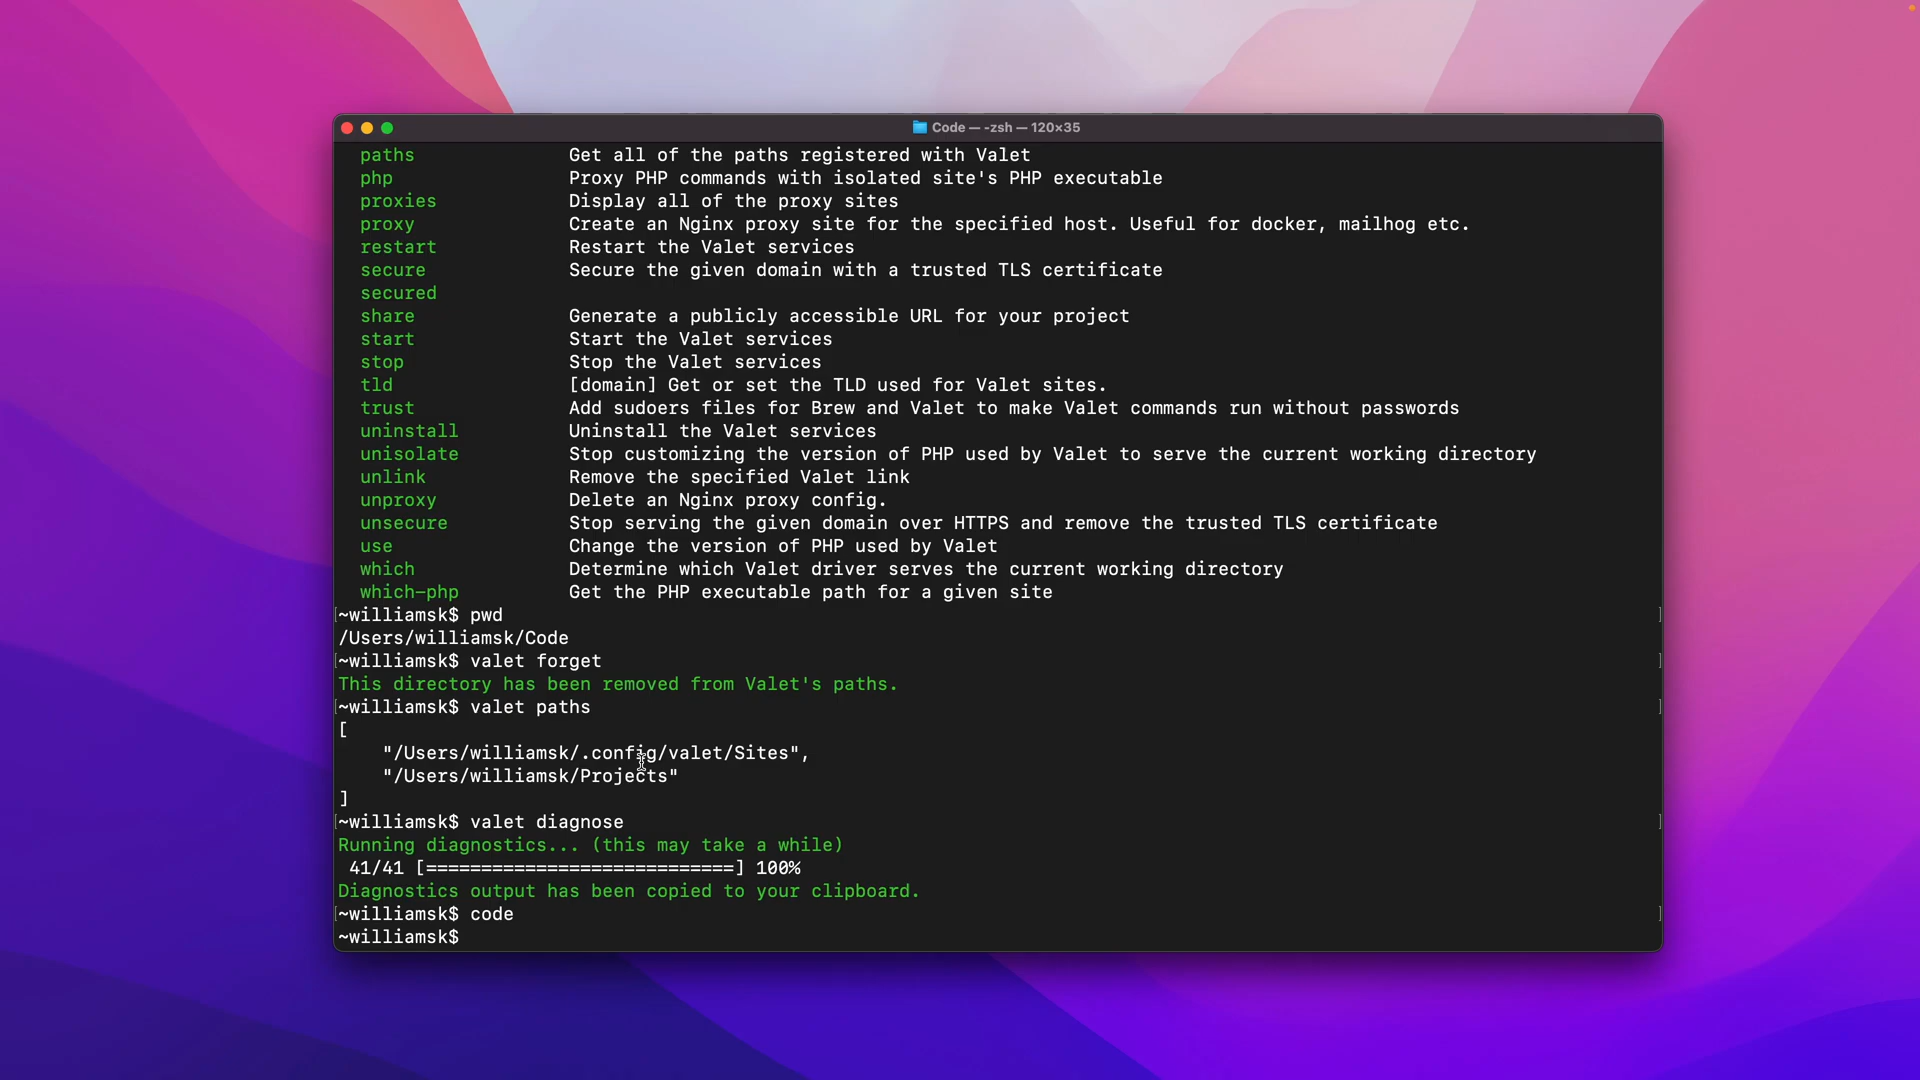 Code — -zsh — 120×35
paths Get all of the paths registered with Valet
php Proxy PHP commands with isolated site's PHP executable
proxies Display all of the proxy sites
proxy Create an Nginx proxy site for the specified host. Useful for docker, mailhog etc.
restart Restart the Valet services
secure Secure the given domain with a trusted TLS certificate
secured
share Generate a publicly accessible URL for your project
start Start the Valet services
stop Stop the Valet services
tld [domain] Get or set the TLD used for Valet sites.
trust Add sudoers files for Brew and Valet to make Valet commands run without passwords
uninstall Uninstall the Valet services
unisolate Stop customizing the version of PHP used by Valet to serve the current working directory
unlink Remove the specified Valet link
unproxy Delete an Nginx proxy config.
unsecure Stop serving the given domain over HTTPS and remove the trusted TLS certificate
use Change the version of PHP used by Valet
which Determine which Valet driver serves the current working directory
which-php Get the PHP executable path for a given site
[~williamsk$ pwd ]
/Users/williamsk/Code
[~williamsk$ valet forget ]
This directory has been removed from Valet's paths.
[~williamsk$ valet paths ]
[
"/Users/williamsk/.config/valet/Sites",
"/Users/williamsk/Projects"
]
[~williamsk$ valet diagnose ]
Running diagnostics... (this may take a while)
41/41 [============================] 100%
Diagnostics output has been copied to your clipboard.
[~williamsk$ code ]
~williamsk$